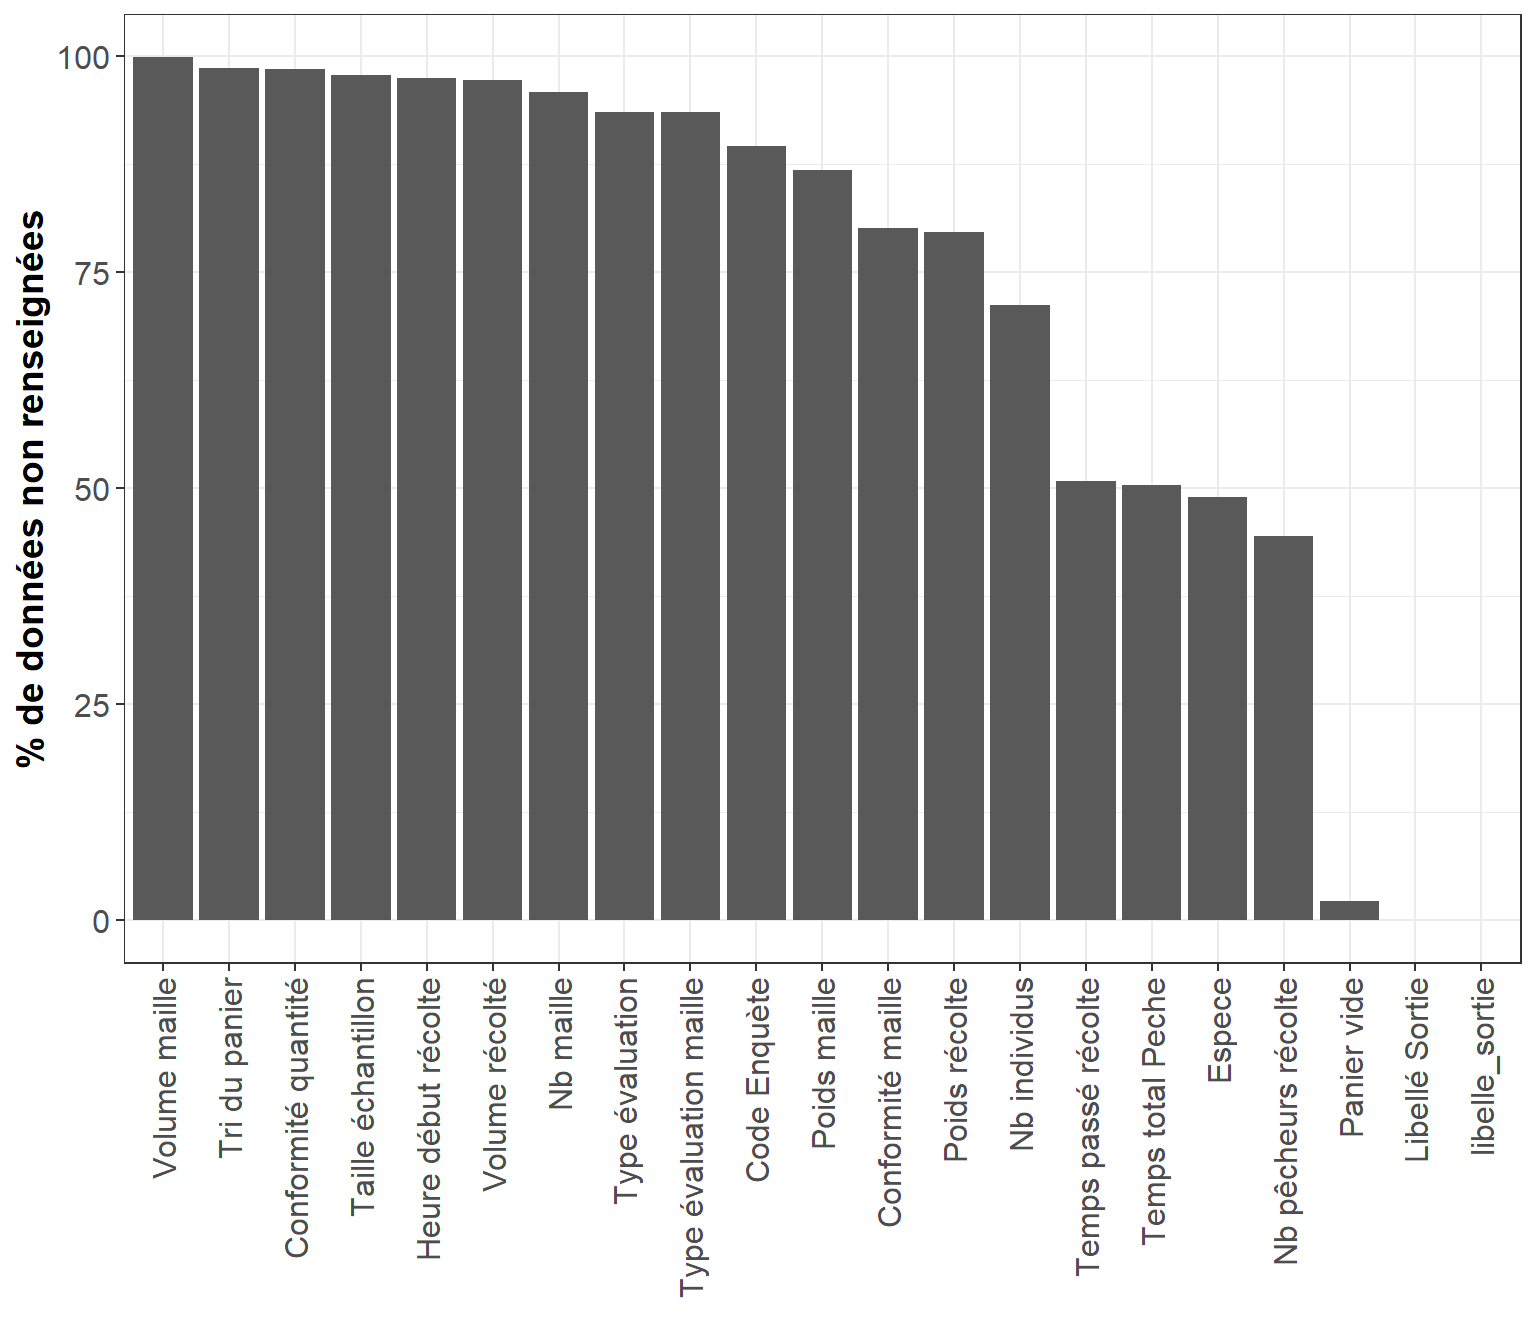 % de données non renseignées
100
75
50
25
0
Volume maille
Tri du panier
Conformité quantité
Taille échantillon
Heure début récolte
Volume récolté
Nb maille
Type évaluation
Type évaluation maille
Code Enquète
Poids maille
Conformité maille
Poids récolte
Nb individus
Temps passé récolte
Temps total Peche
Espece
Nb pêcheurs récolte
Panier vide
Libellé Sortie
libelle_sortie